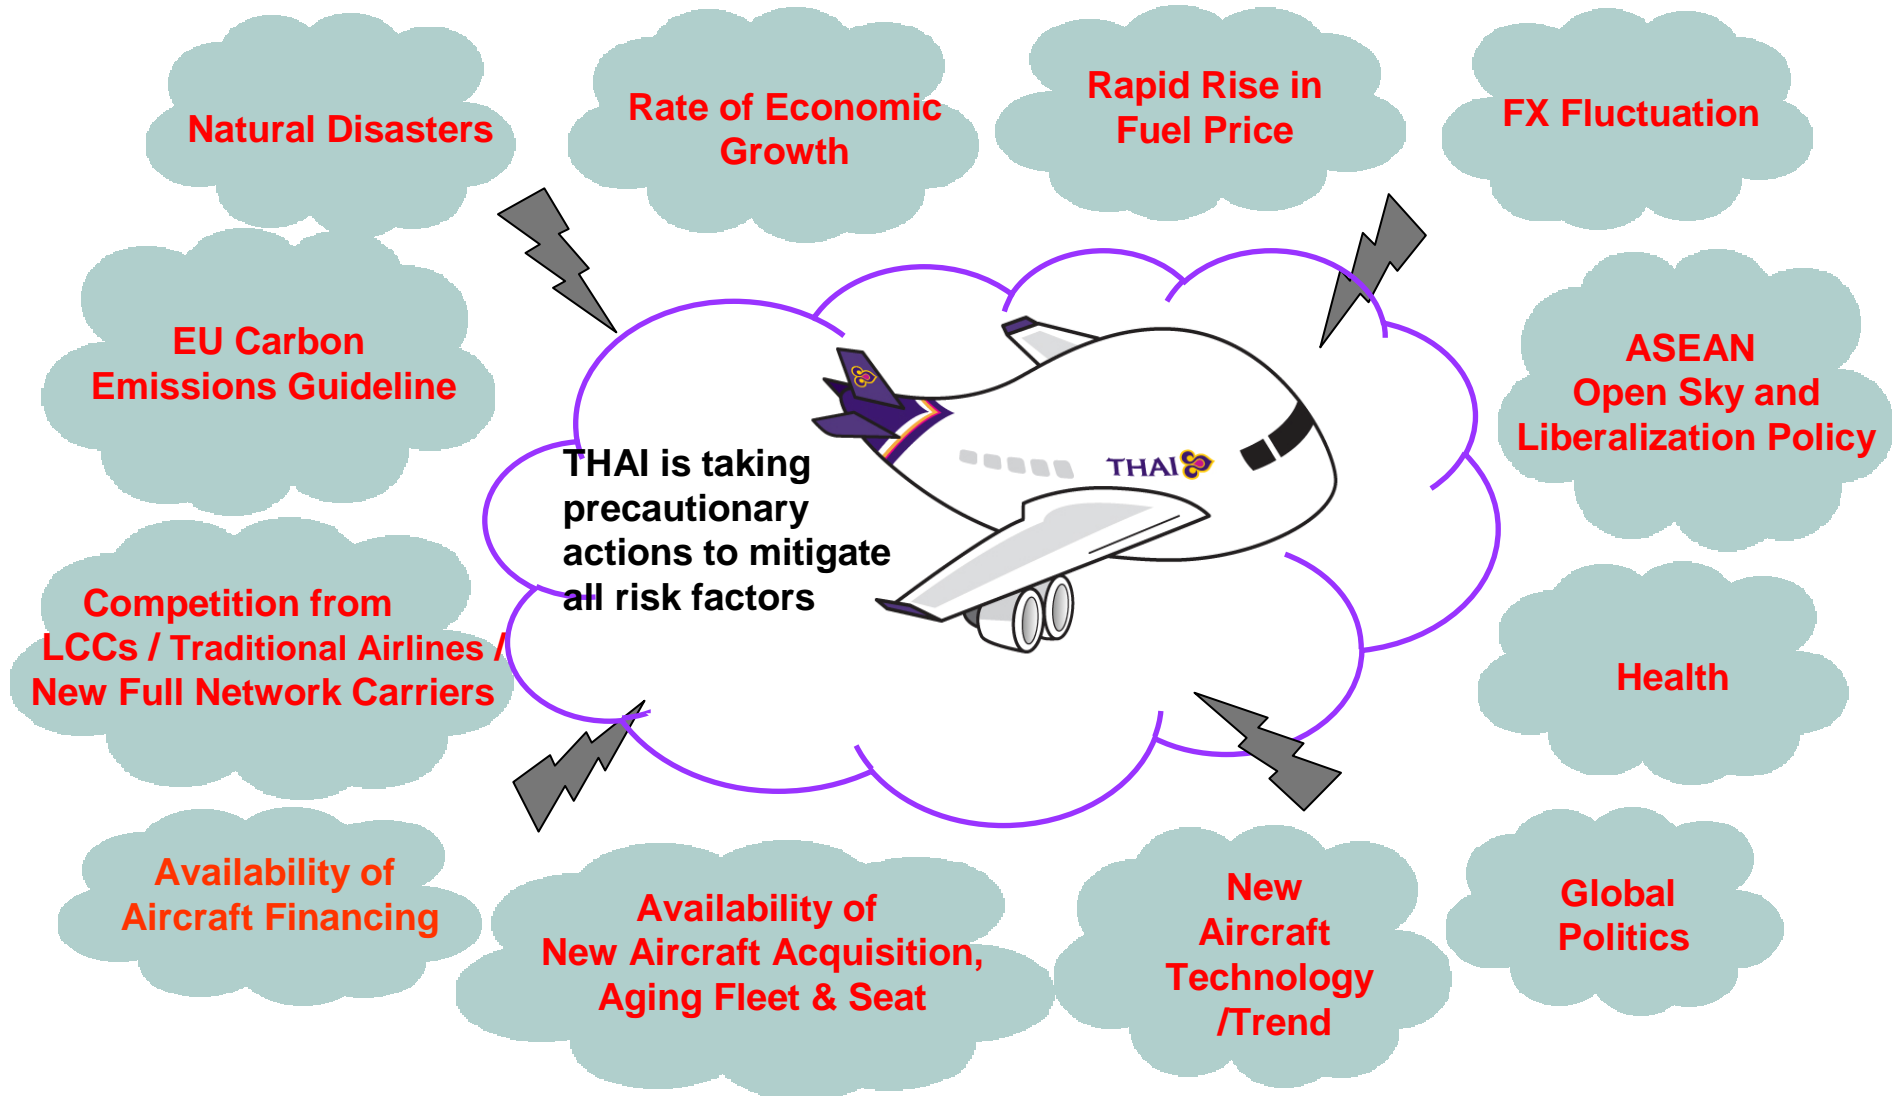 Natural Disasters
Rate of Economic
Growth
Rapid Rise in
Fuel Price
FX Fluctuation
EU Carbon
Emissions Guideline
ASEAN
Open Sky and
Liberalization Policy
THAI is taking
precautionary
actions to mitigate
all risk factors
THAI
Competition from
LCCs / Traditional Airlines /
New Full Network Carriers
Health
Availability of
Aircraft Financing
Availability of
New Aircraft Acquisition,
Aging Fleet & Seat
New
Aircraft
Technology
/Trend
Global
Politics